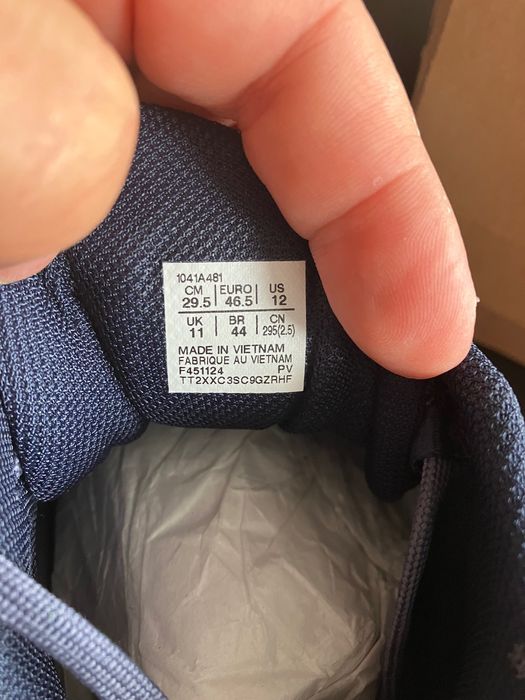 1041A481
CM EURO US
29.5 46.5 12
UK BR CN
11 44 295(2.5)
MADE IN VIETNAM
FABRIQUE AU VIETNAM
F451124 PV
TT2XXC3SC9GZRHF